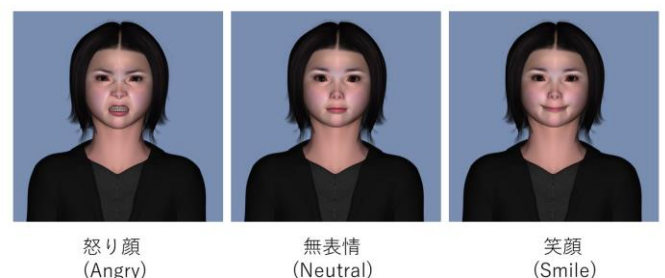 怒り顔
(Angry)
無表情
(Neutral)
笑顔
(Smile)